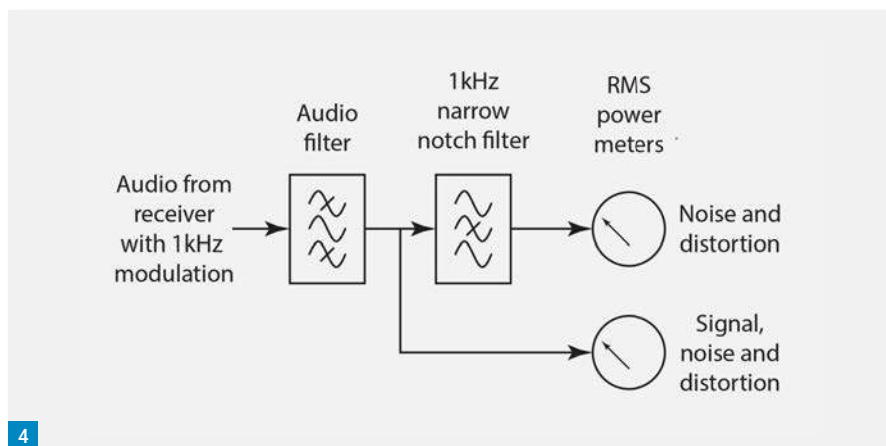 Audio from
receiver
with 1kHz
modulation
Audio
filter
1kHz
narrow
notch filter
RMS
power
meters
Noise and
distortion
Signal,
noise and
distortion
4